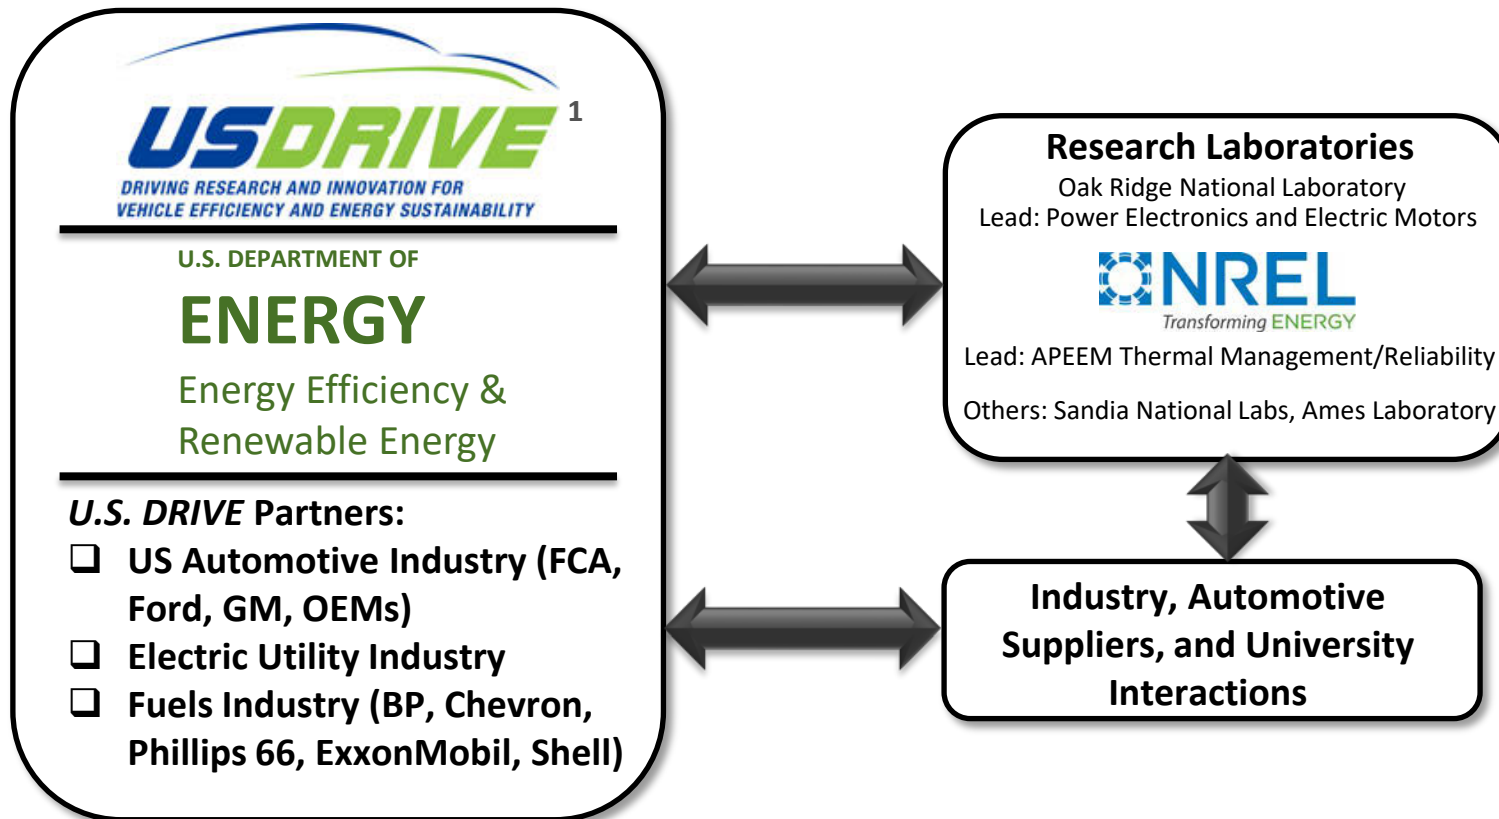 USDRIVE 1
DRIVING RESEARCH AND INNOVATION FOR
VEHICLE EFFICIENCY AND ENERGY SUSTAINABILITY
U.S. DEPARTMENT OF
ENERGY
Energy Efficiency &
Renewable Energy
U.S. DRIVE Partners:
❑ US Automotive Industry (FCA,
Ford, GM, OEMs)
❑ Electric Utility Industry
❑ Fuels Industry (BP, Chevron,
Phillips 66, ExxonMobil, Shell)
Research Laboratories
Oak Ridge National Laboratory
Lead: Power Electronics and Electric Motors
NREL
Transforming ENERGY
Lead: APEEM Thermal Management/Reliability
Others: Sandia National Labs, Ames Laboratory
Industry, Automotive
Suppliers, and University
Interactions